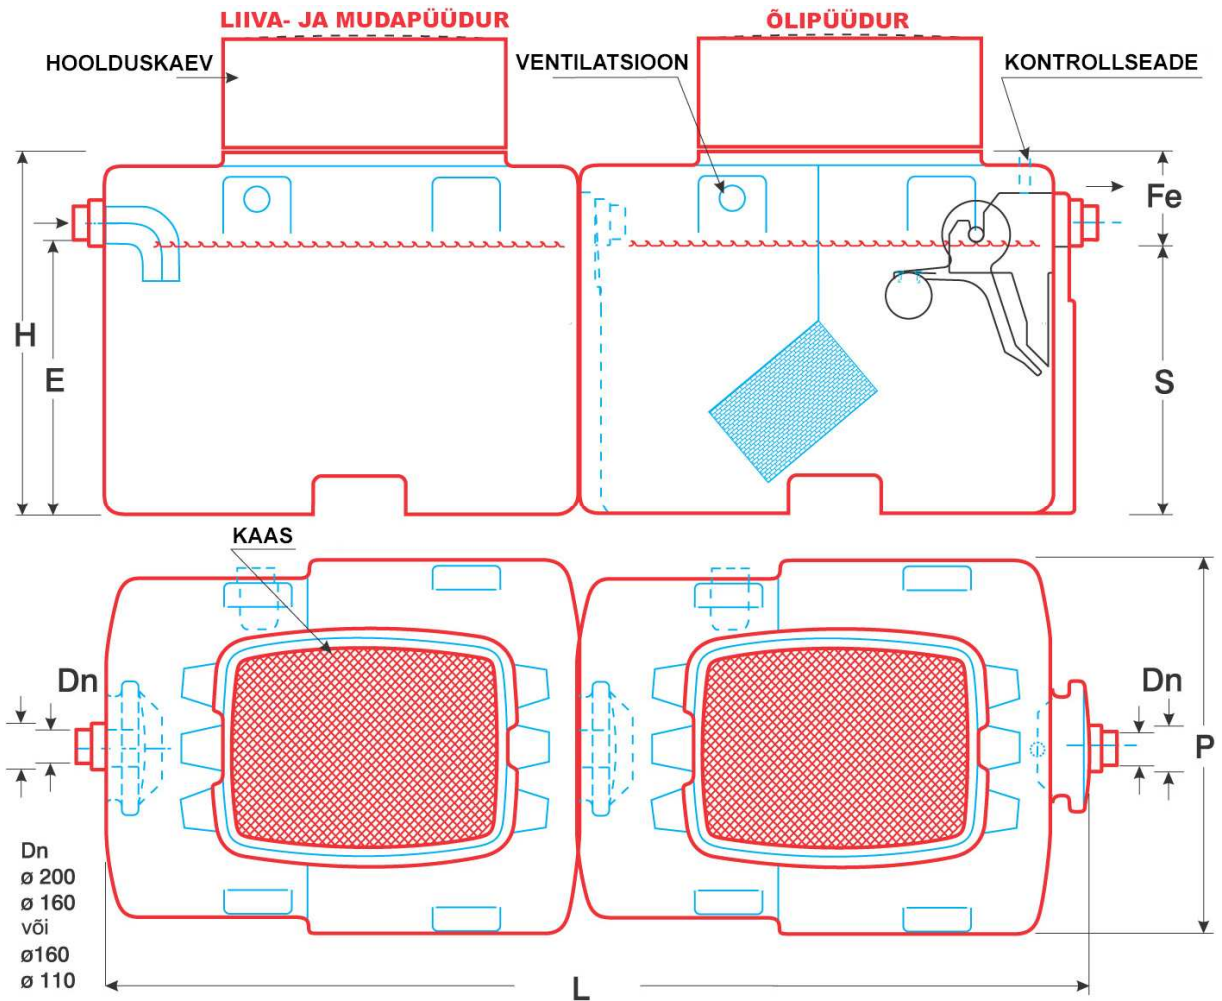 LIIVA- JA MUDAPÜÜDUR
ÕLIPÜÜDUR
HOOLDUSKAEV
VENTILATSIOON
KONTROLLSEADE
Fe
H
E
S
KAAS
Dn
Dn
P
Dn
ø 200
ø 160
või
ø160
ø 110
L